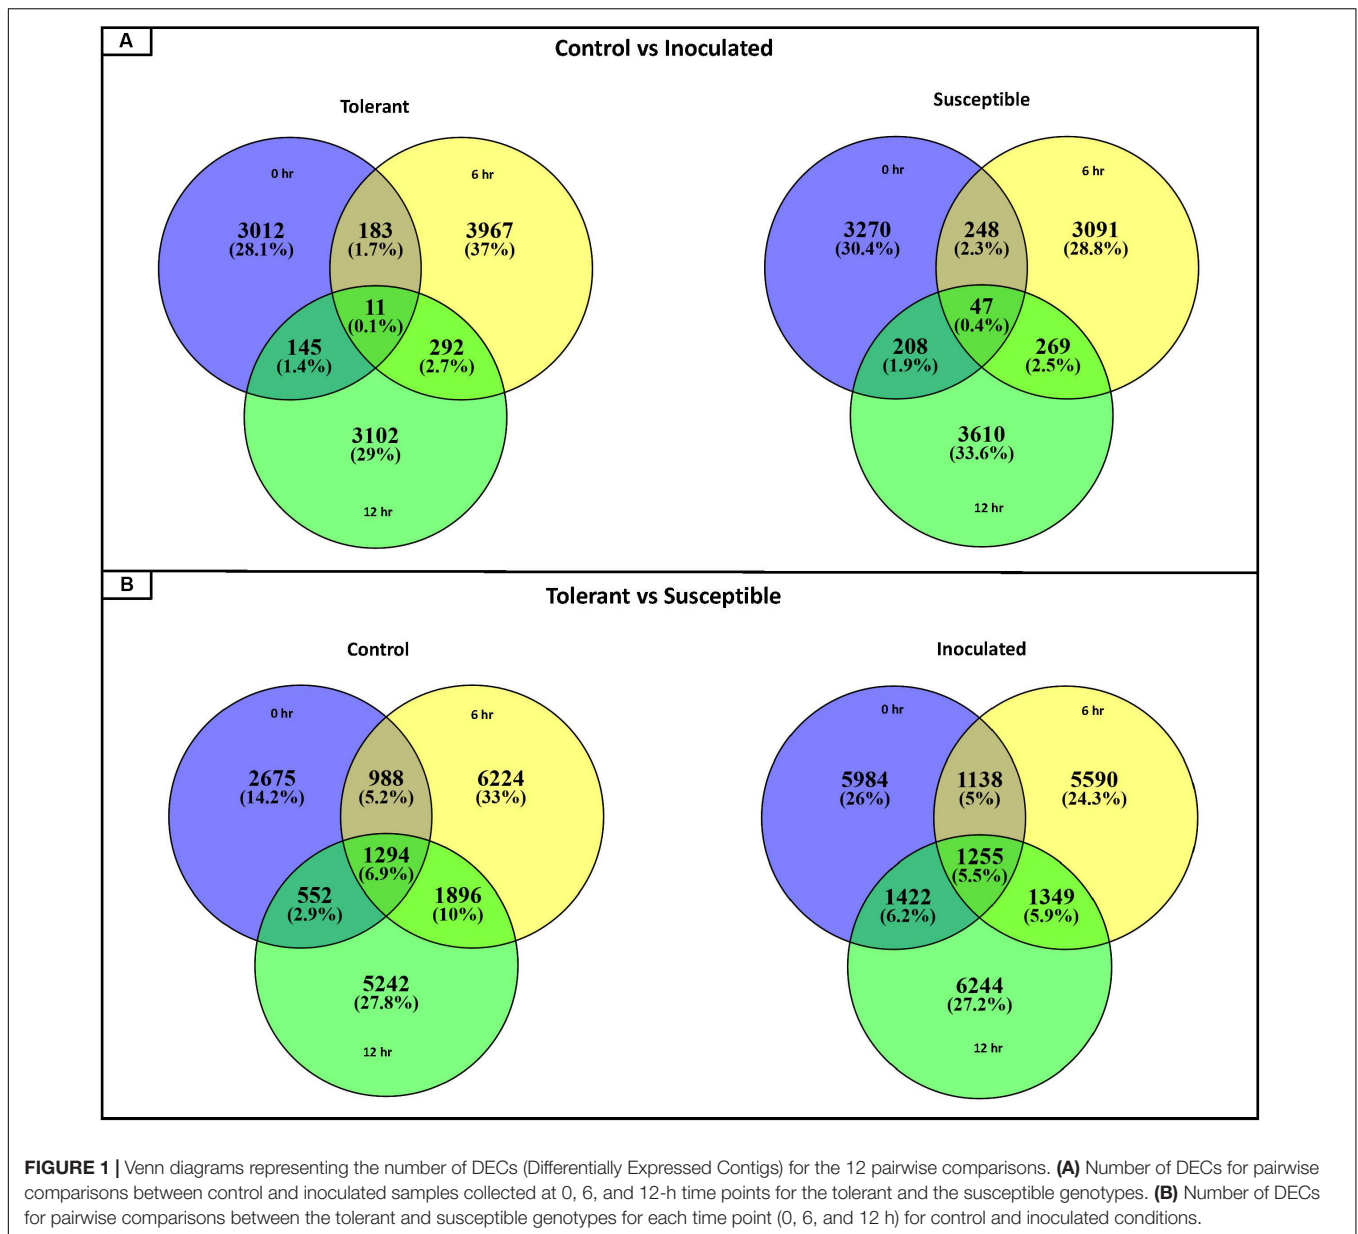 A
Control vs Inoculated
Tolerant
Susceptible
0 hr
6 hr
3012
(28.1%)
183
(1.7%)
3967
(37%)
11
(0.1%)
145
(1.4%)
292
(2.7%)
3102
(29%)
12 hr
0 hr
6 hr
3270
(30.4%)
248
(2.3%)
3091
(28.8%)
47
(0.4%)
208
(1.9%)
269
(2.5%)
3610
(33.6%)
12 hr
B
Tolerant vs Susceptible
Control
Inoculated
0 hr
6 hr
2675
(14.2%)
988
(5.2%)
6224
(33%)
1294
(6.9%)
552
(2.9%)
1896
(10%)
5242
(27.8%)
12 hr
0 hr
6 hr
5984
(26%)
1138
(5%)
5590
(24.3%)
1255
(5.5%)
1422
(6.2%)
1349
(5.9%)
6244
(27.2%)
12 hr
FIGURE 1 | Venn diagrams representing the number of DECs (Differentially Expressed Contigs) for the 12 pairwise comparisons. (A) Number of DECs for pairwise
comparisons between control and inoculated samples collected at 0, 6, and 12-h time points for the tolerant and the susceptible genotypes. (B) Number of DECs
for pairwise comparisons between the tolerant and susceptible genotypes for each time point (0, 6, and 12 h) for control and inoculated conditions.